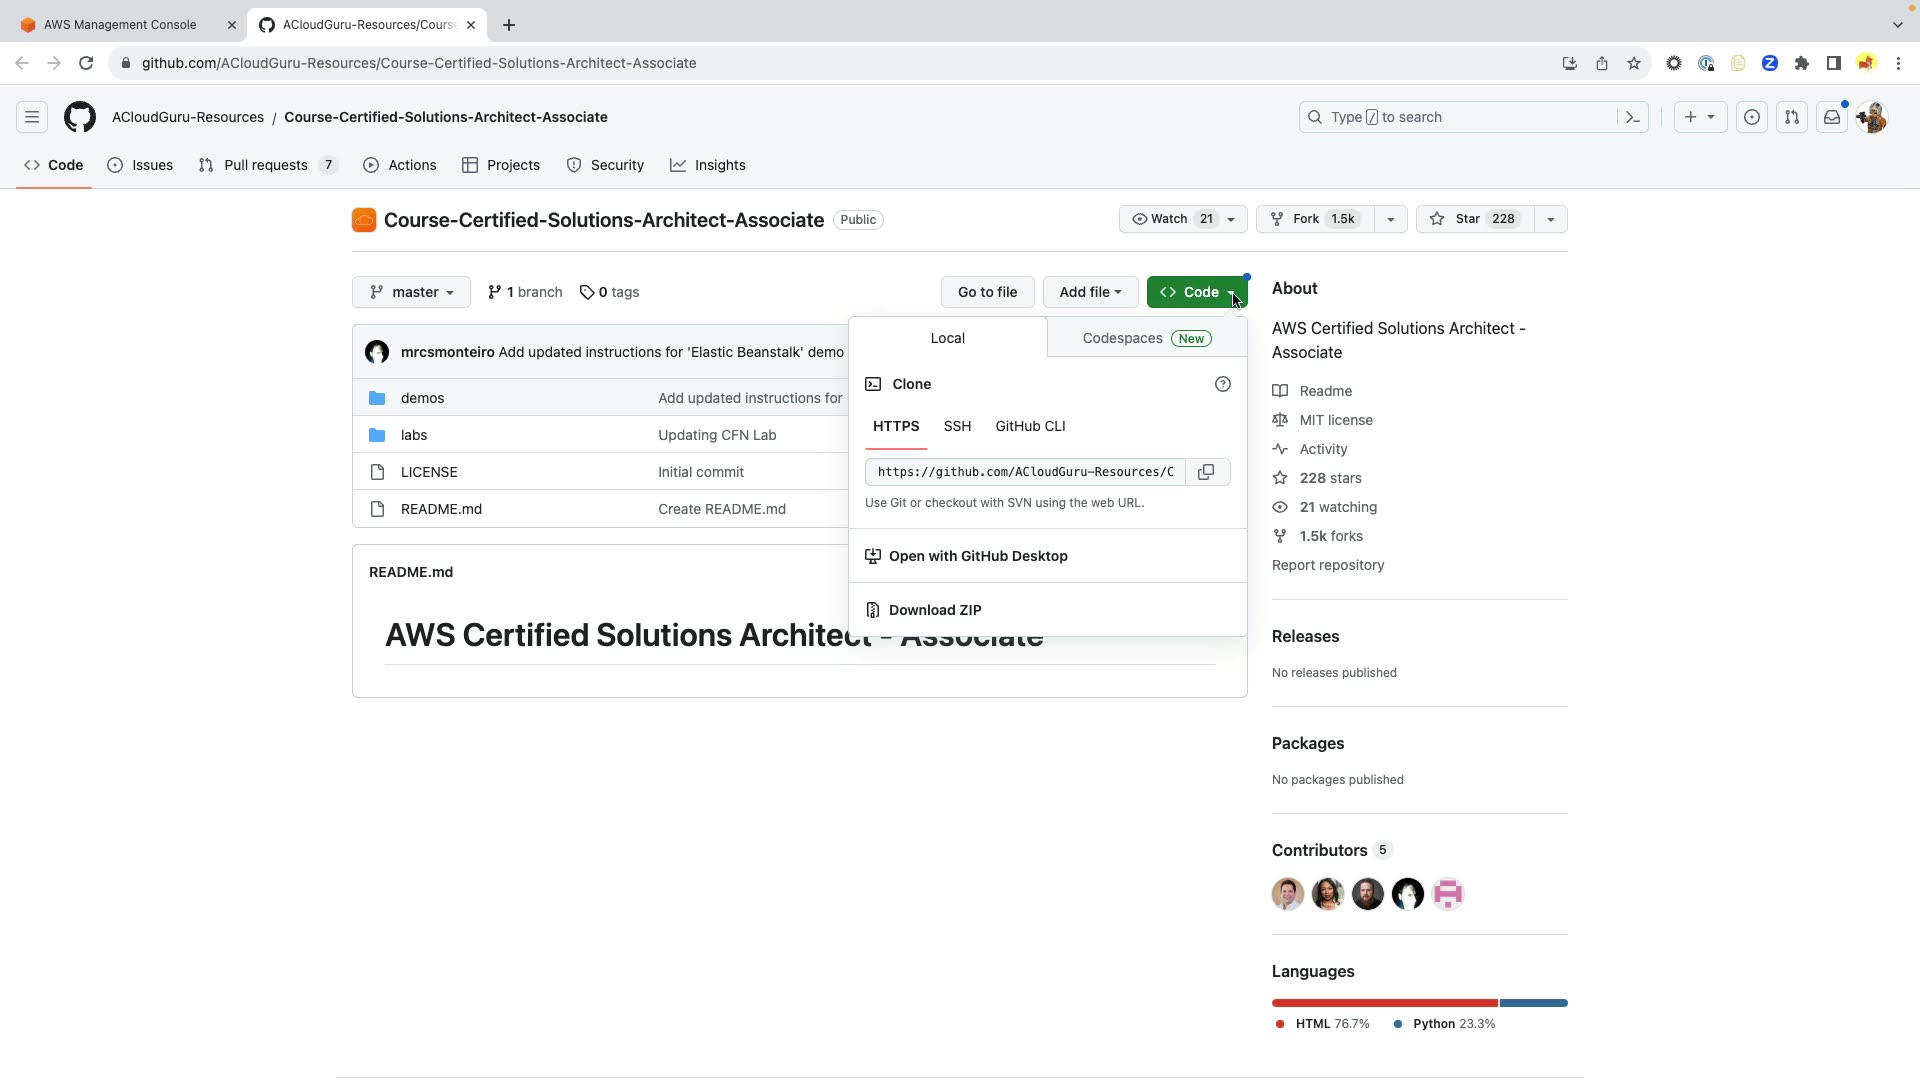 AWS Management Console
ACloudGuru-Resources/Course
github.com/ACloudGuru-Resources/Course-Certified-Solutions-Architect-Associate
ACloudGuru-Resources / Course-Certified-Solutions-Architect-Associate
Type / to search
Code
Issues
Pull requests 7
Actions
Projects
Security
Insights
Course-Certified-Solutions-Architect-Associate Public
Watch 21
Fork 1.5k
Star 228
master
1 branch
0 tags
Go to file
Add file
Code
mrcsmonteiro Add updated instructions for 'Elastic Beanstalk' demo
demos Add updated instructions for
labs Updating CFN Lab
LICENSE Initial commit
README.md Create README.md
README.md
AWS Certified Solutions Architect - Associate
Local
Codespaces New
Clone
HTTPS SSH GitHub CLI
https://github.com/ACloudGuru-Resources/C
Use Git or checkout with SVN using the web URL.
Open with GitHub Desktop
Download ZIP
About
AWS Certified Solutions Architect -
Associate
Readme
MIT license
Activity
228 stars
21 watching
1.5k forks
Report repository
Releases
No releases published
Packages
No packages published
Contributors 5
Languages
HTML 76.7% Python 23.3%